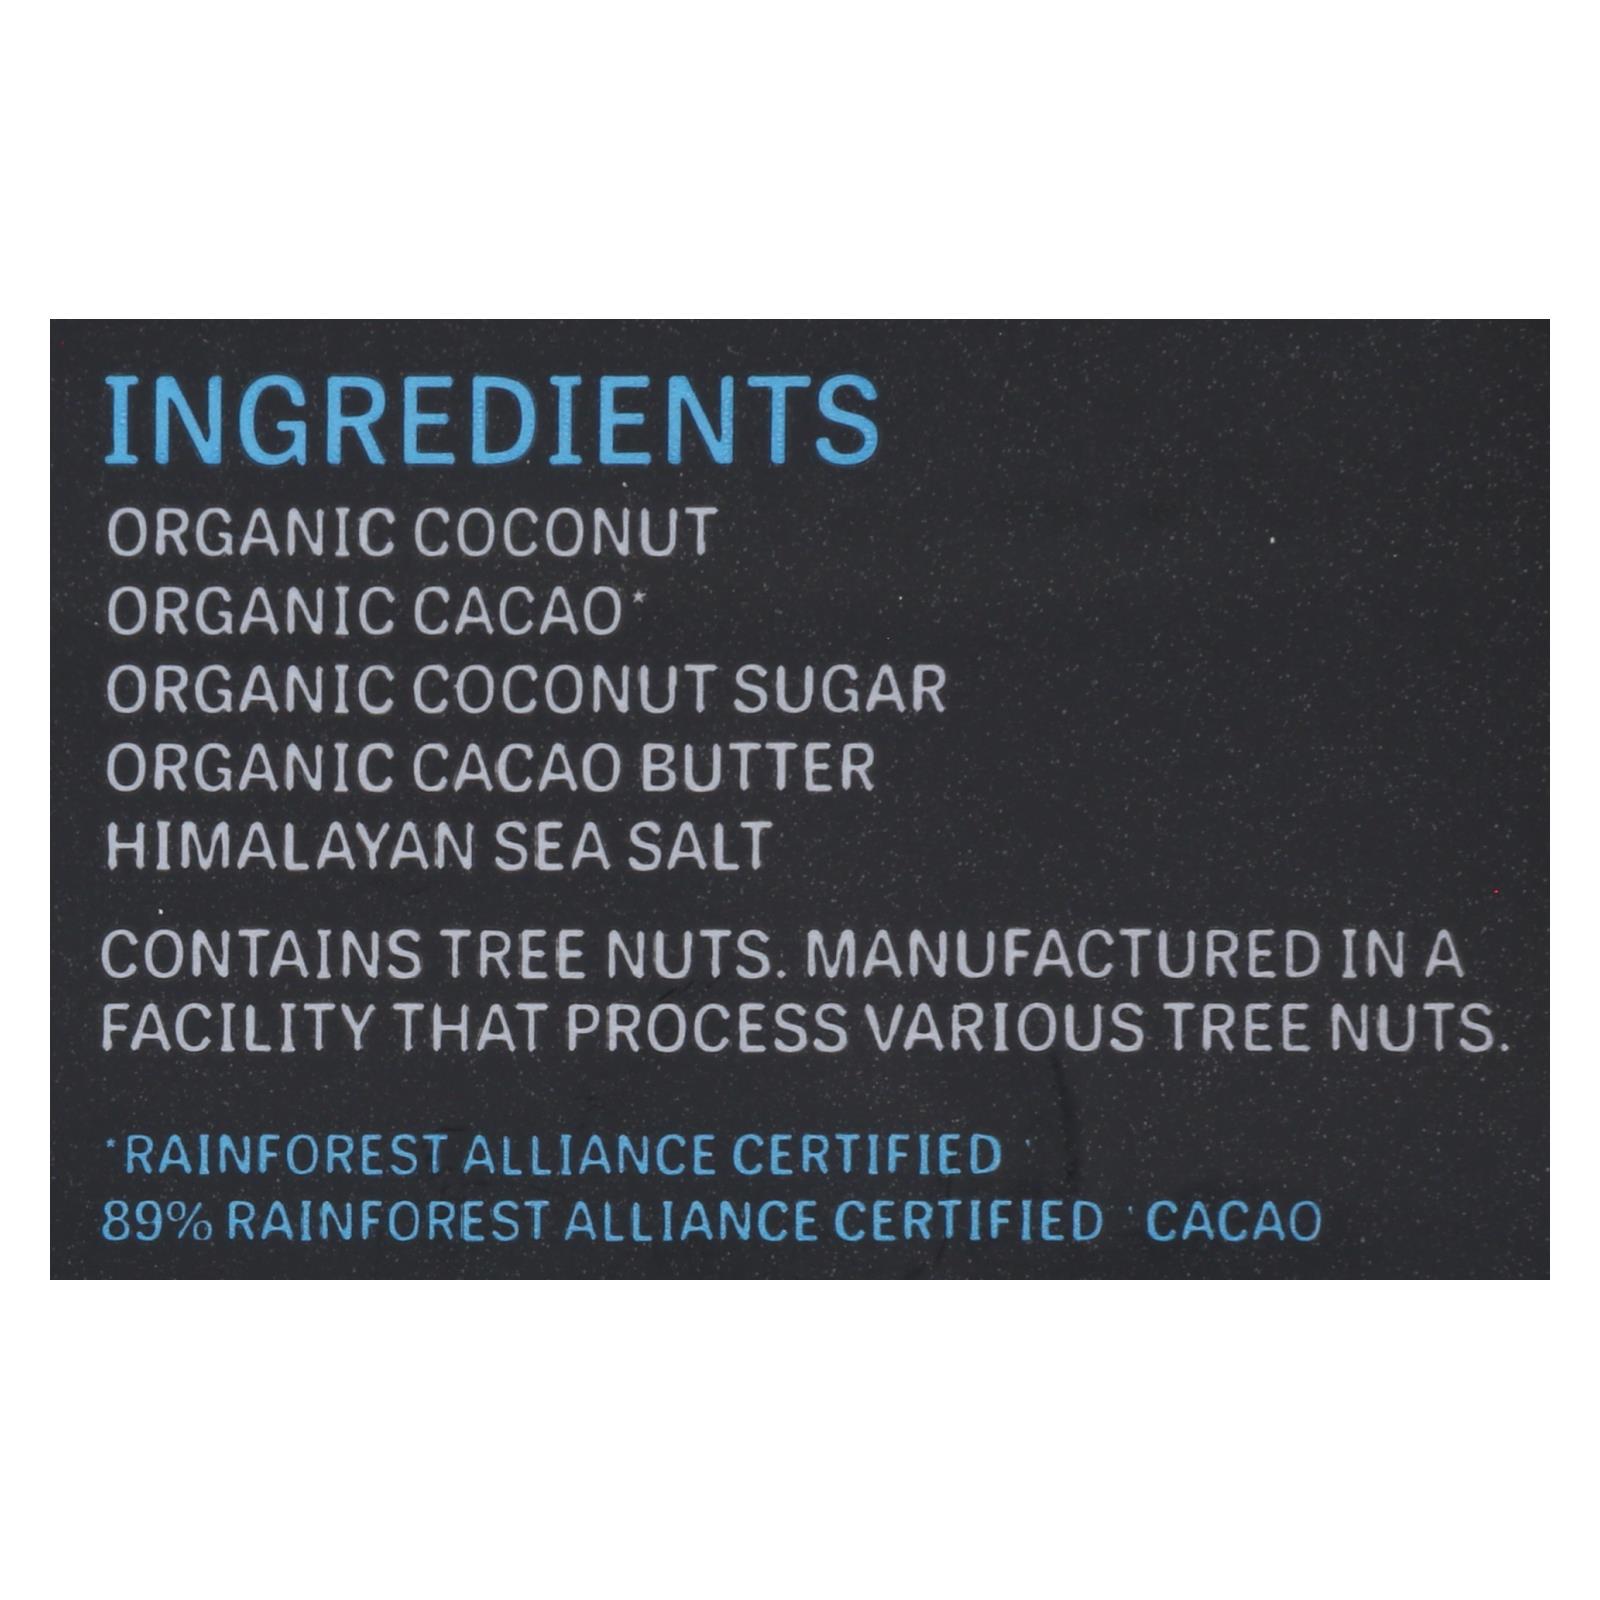 INGREDIENTS
ORGANIC COCONUT
ORGANIC CACAO*
ORGANIC COCONUT SUGAR
ORGANIC CACAO BUTTER
HIMALAYAN SEA SALT
CONTAINS TREE NUTS. MANUFACTURED IN A
FACILITY THAT PROCESS VARIOUS TREE NUTS.
*RAINFOREST ALLIANCE CERTIFIED
89% RAINFOREST ALLIANCE CERTIFIED CACAO